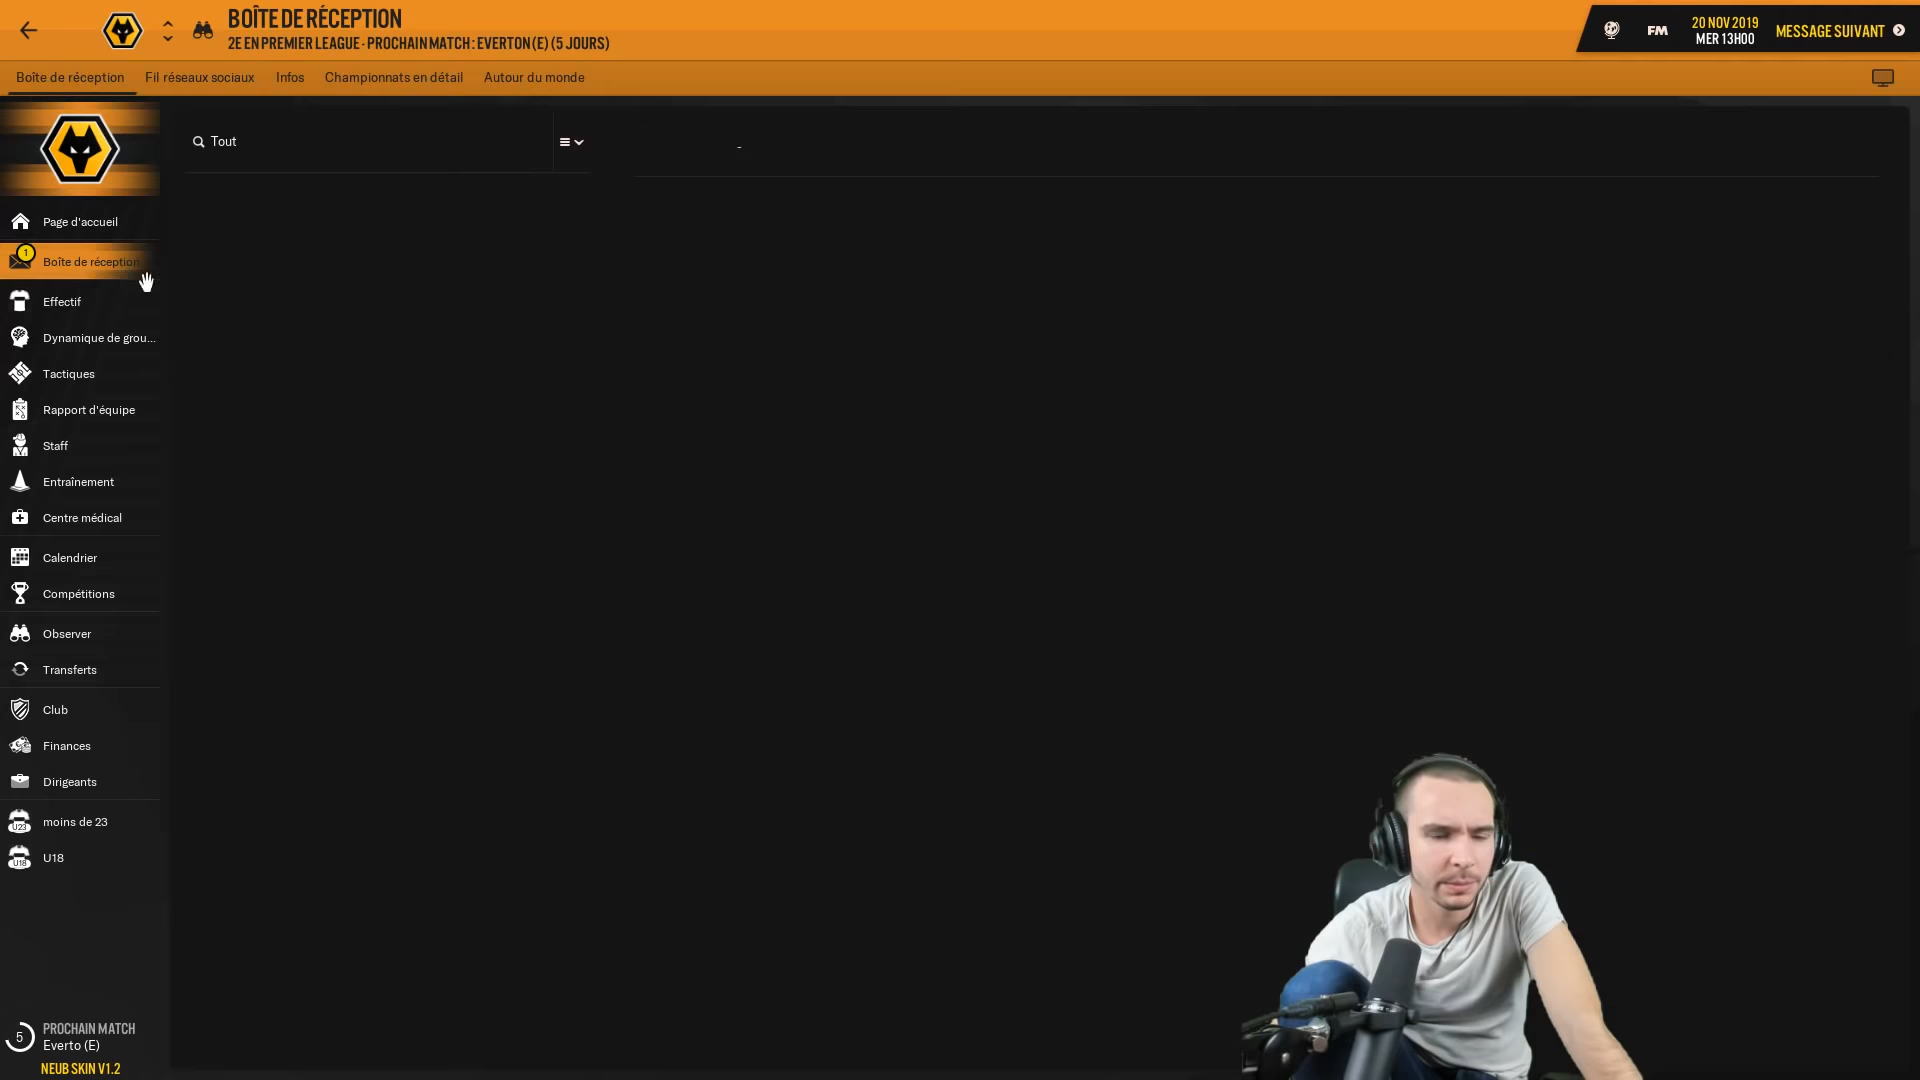 BOÎTE DE RÉCEPTION
2E EN PREMIER LEAGUE - PROCHAIN MATCH : EVERTON (E) (5 JOURS)
FM
20 NOV 2019
MER 13H00
MESSAGE SUIVANT
Boîte de réception
Fil réseaux sociaux
Infos
Championnats en détail
Autour du monde
Tout
-
Page d'accueil
1
Boîte de réception
Effectif
Dynamique de grou...
Tactiques
Rapport d'équipe
Staff
Entraînement
Centre médical
Calendrier
Compétitions
Observer
Transferts
Club
Finances
Dirigeants
U23
moins de 23
U18
U18
5
PROCHAIN MATCH
Everto (E)
NEUB SKIN V1.2